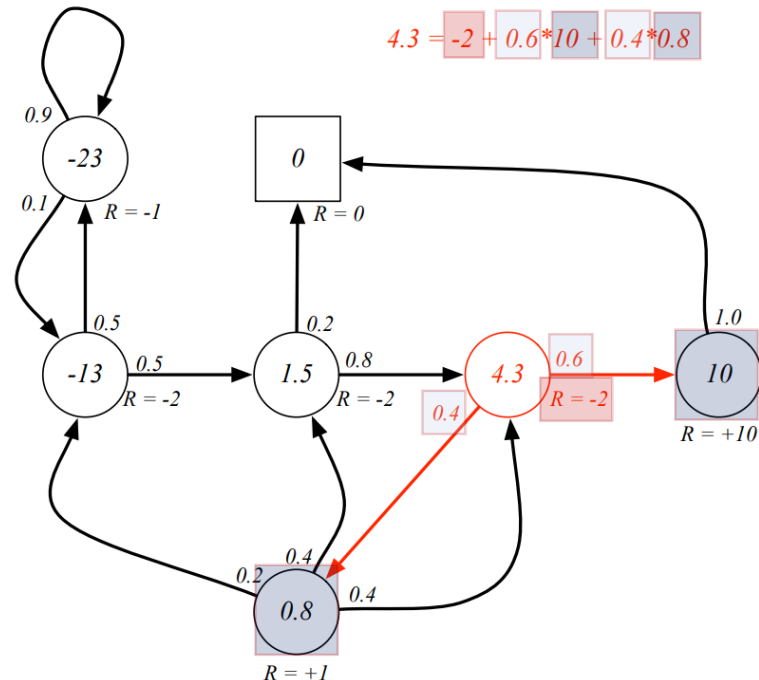 4.3 = -2 + 0.6*10 + 0.4*0.8
0.9
-23
0
0.1
R = -1
R = 0
0.5
0.2
1.0
-13
0.5
1.5
0.8
4.3
0.6
10
R = -2
R = -2
R = -2
0.4
R = +10
0.4
0.2
0.8
0.4
R = +1